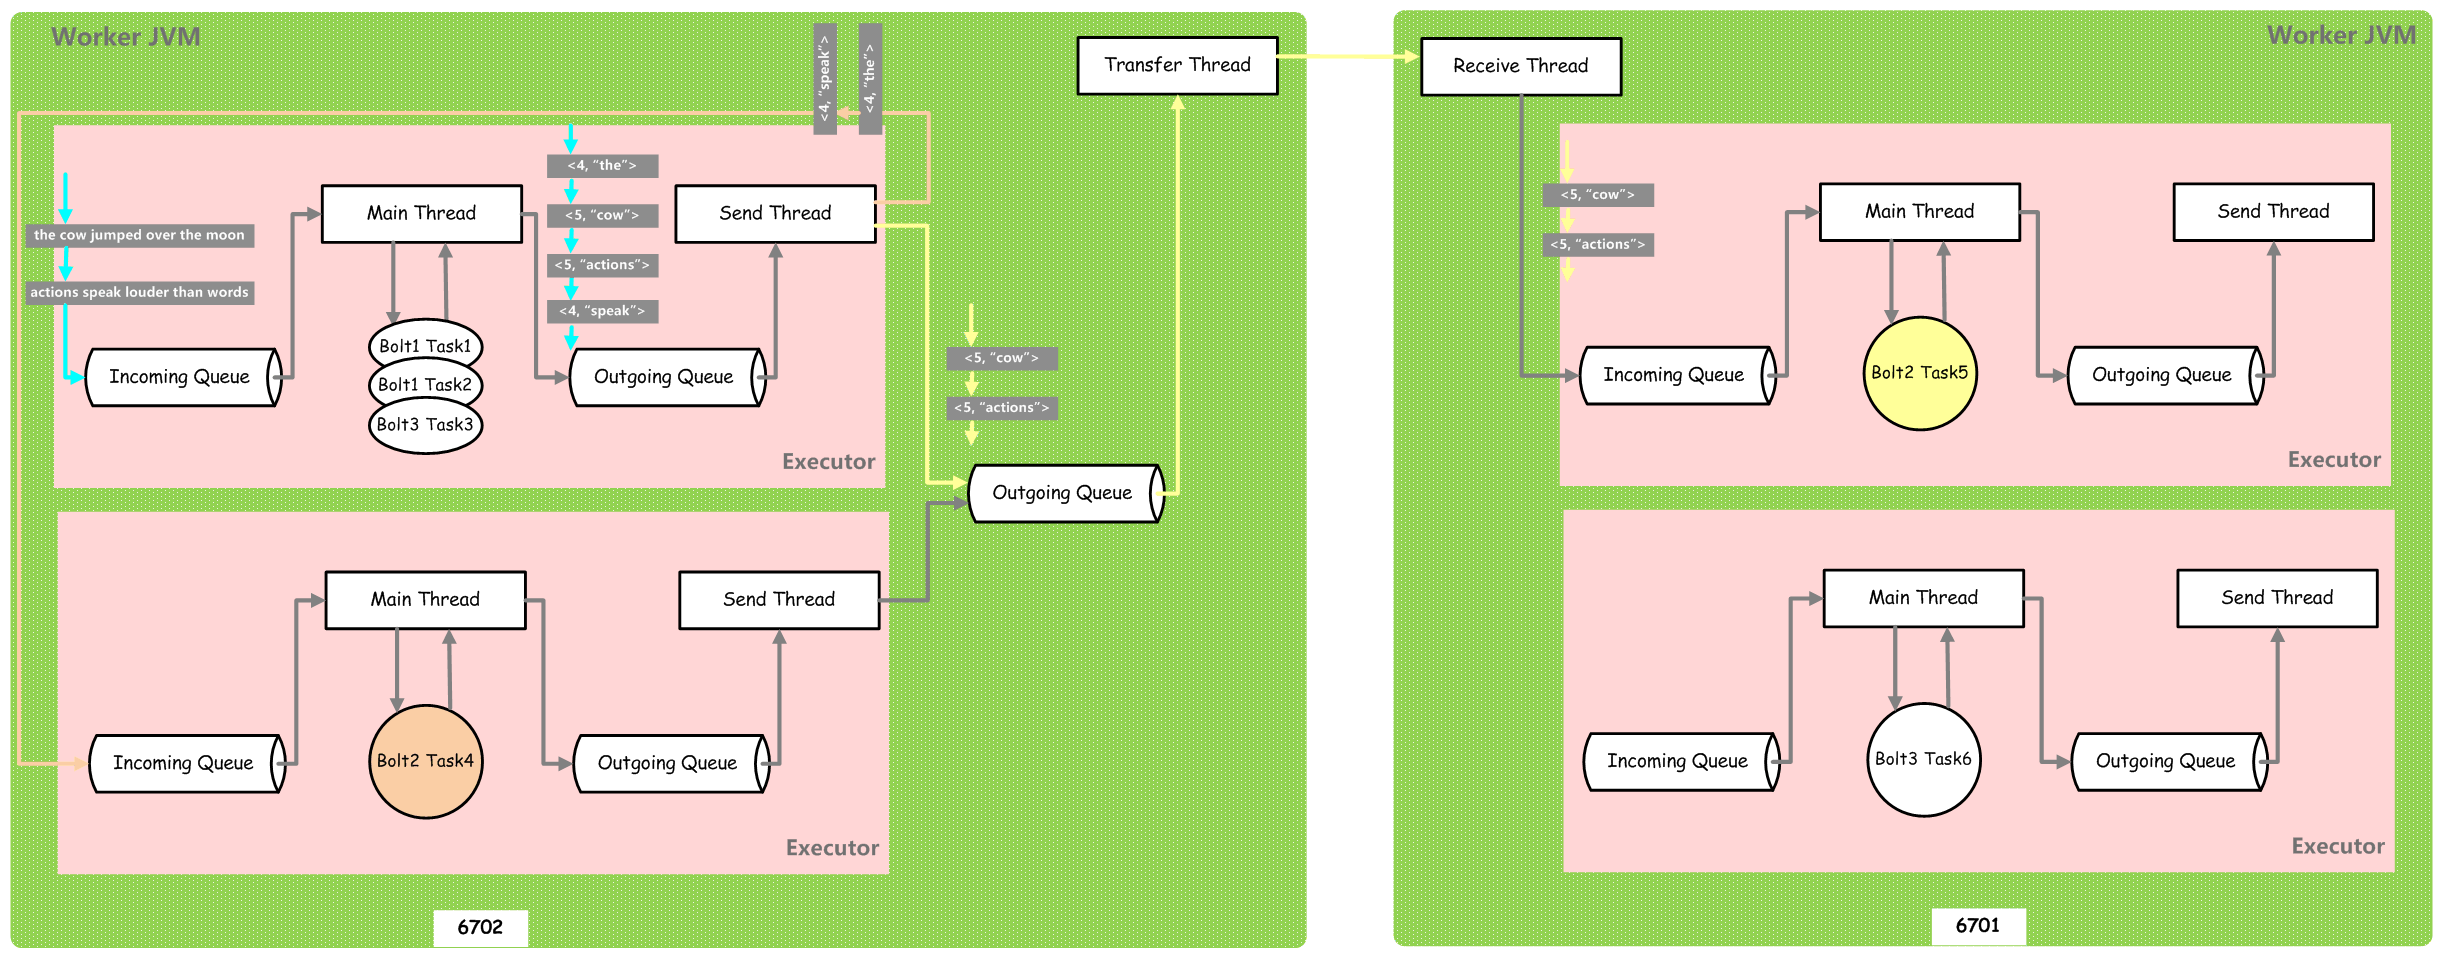 Worker JVM
<4, “speak”>
<4, “the”>
Transfer Thread
<4, “the”>
<5, “cow”>
<5, “actions”>
<4, “speak”>
the cow jumped over the moon
actions speak louder than words
Main Thread
Send Thread
Bolt1 Task1
Bolt1 Task2
Bolt3 Task3
Incoming Queue
Outgoing Queue
Executor
<5, “cow”>
<5, “actions”>
Outgoing Queue
Main Thread
Send Thread
Incoming Queue
Bolt2 Task4
Outgoing Queue
Executor
6702
Worker JVM
Receive Thread
<5, “cow”>
<5, “actions”>
Main Thread
Send Thread
Incoming Queue
Bolt2 Task5
Outgoing Queue
Executor
Main Thread
Send Thread
Incoming Queue
Bolt3 Task6
Outgoing Queue
Executor
6701